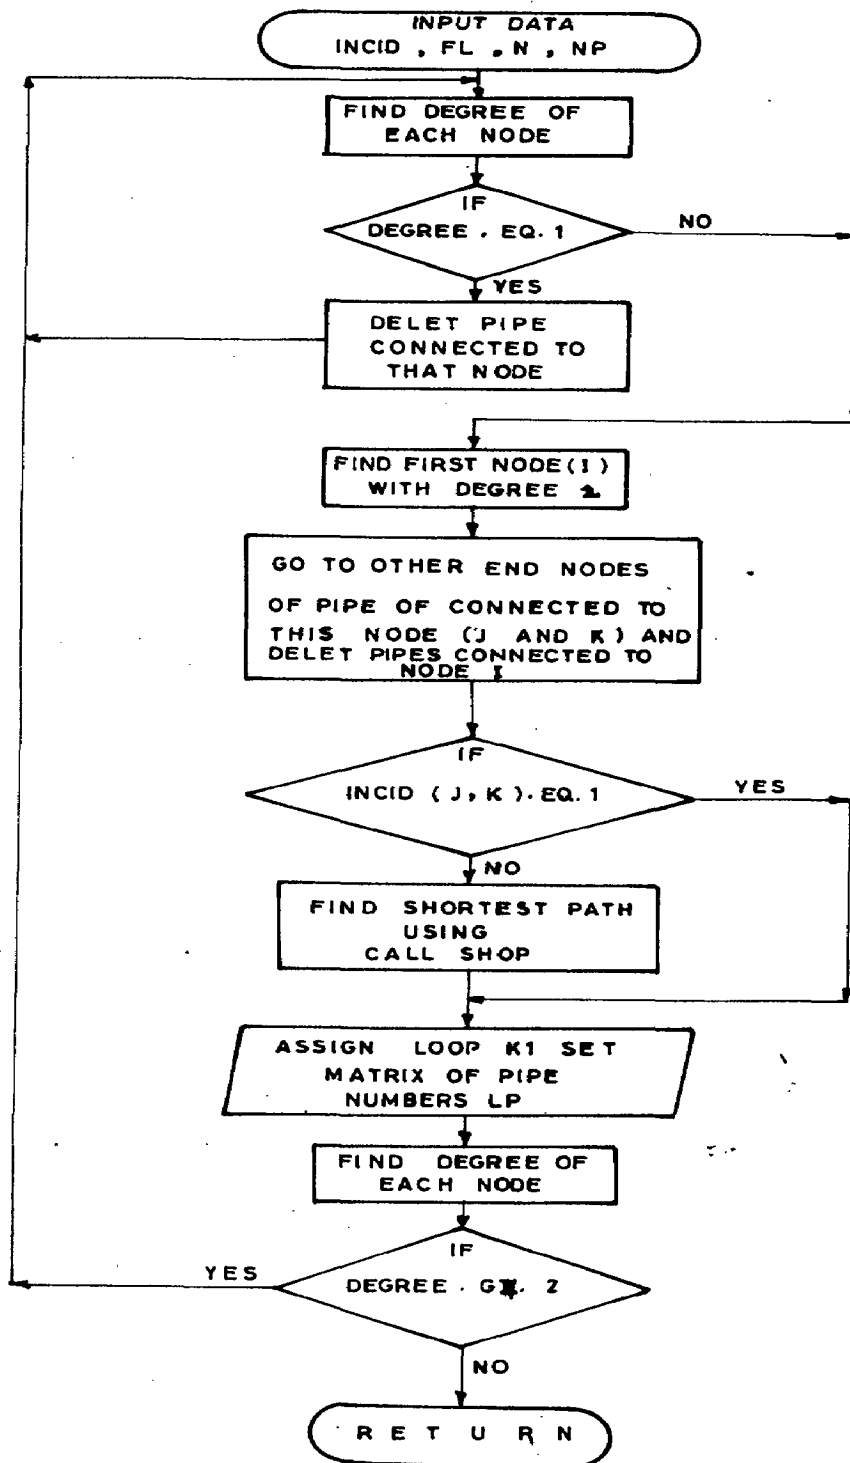 INPUT DATA
INCID , FL , N , NP
FIND DEGREE OF
EACH NODE
IF
DEGREE . EQ. 1
NO
YES
DELET PIPE
CONNECTED TO
THAT NODE
FIND FIRST NODE(I)
WITH DEGREE 2
GO TO OTHER END NODES
OF PIPE OF CONNECTED TO
THIS NODE (J AND K) AND
DELET PIPES CONNECTED TO
NODE I
IF
INCID (J,K). EQ. 1
YES
NO
FIND SHORTEST PATH
USING
CALL SHOP
ASSIGN LOOP K1 SET
MATRIX OF PIPE
NUMBERS LP
FIND DEGREE OF
EACH NODE
IF
YES
DEGREE . 2
NO
RETURN